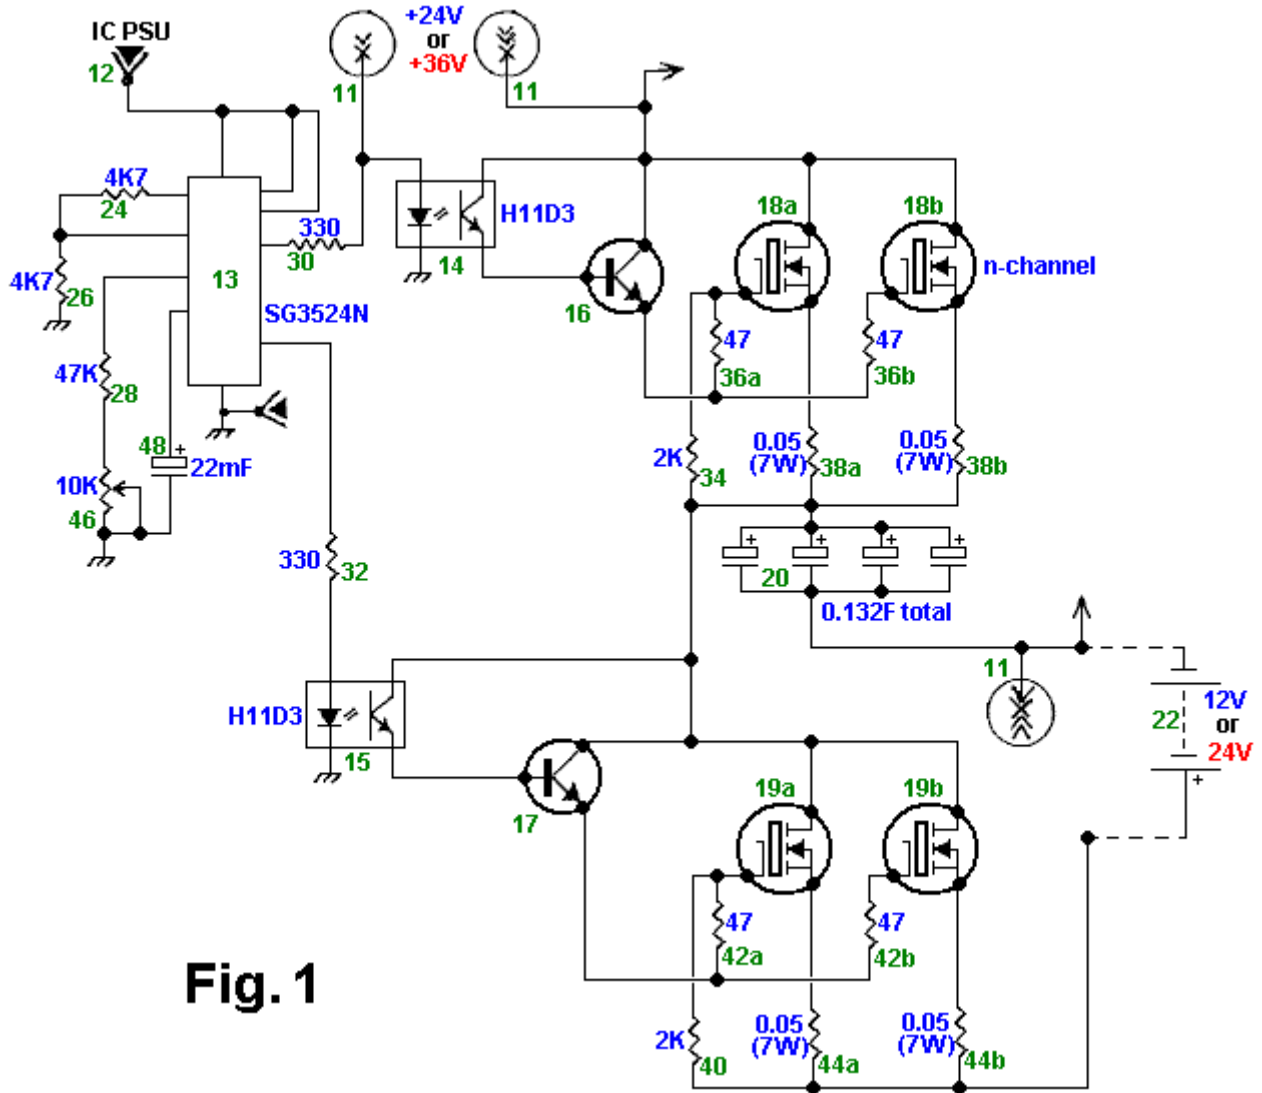 IC PSU
12
+24V
or
+36V
11
11
4K7
24
330
30
H11D3
14
18a
18b
n-channel
4K7
26
13
SG3524N
16
47
36a
47
36b
47K
28
48
+
22mF
10K
46
2K
34
0.05
(7W)
38a
0.05
(7W)
38b
330
32
+
+
+
+
20
0.132F total
11
22
12V
or
24V
+
H11D3
15
17
19a
19b
47
42a
47
42b
Fig. 1
2K
40
0.05
(7W)
44a
0.05
(7W)
44b